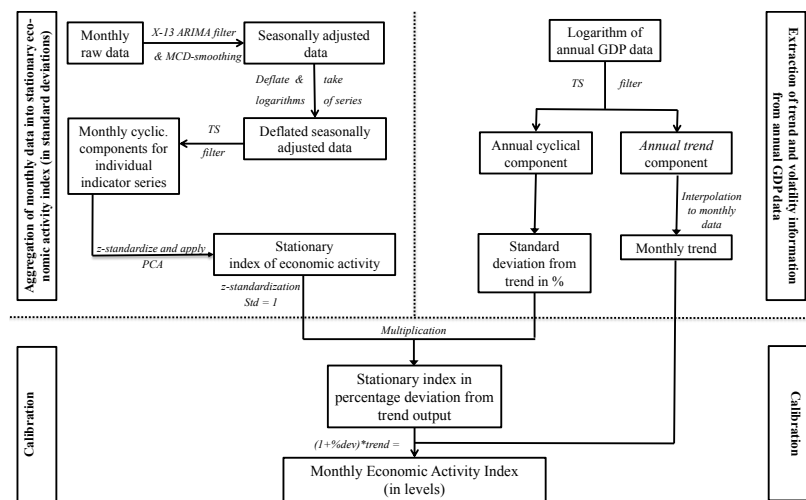 Aggregation of monthly data into stationary eco-
nomic activity index (in standard deviations)
Monthly
raw data
X-13 ARIMA filter
& MCD-smoothing
Seasonally adjusted
data
Deflate & take
logarithms of series
Deflated seasonally
adjusted data
TS
filter
Monthly cyclic.
components for
individual
indicator series
z-standardize and apply
PCA
Stationary
index of economic activity
z-standardization
Std = 1
Logarithm of
annual GDP data
TS filter
Annual cyclical
component
Annual trend
component
Interpolation
to monthly
data
Standard
deviation from
trend in %
Monthly trend
Extraction of trend and volatility information
from annual GDP data
Calibration
Multiplication
Stationary index in
percentage deviation from
trend output
(1+%dev)*trend =
Monthly Economic Activity Index
(in levels)
Calibration